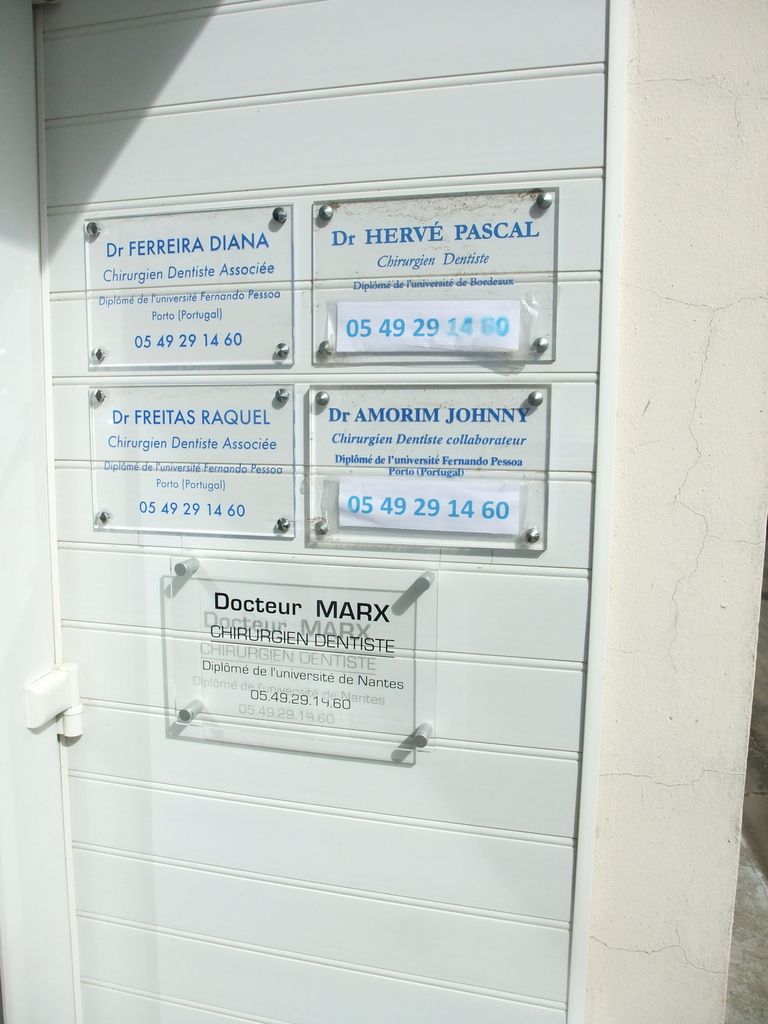 Dr FERREIRA DIANA
Chirurgien Dentiste Associée
Diplômé de l'université Fernando Pessoa
Porto (Portugal)
05 49 29 14 60
Dr HERVÉ PASCAL
Chirurgien Dentiste
Diplômé de l'université de Bordeaux
05 49 29 14 60
Dr FREITAS RAQUEL
Chirurgien Dentiste Associée
Diplômé de l'université Fernando Pessoa
Porto (Portugal)
05 49 29 14 60
Dr AMORIM JOHNNY
Chirurgien Dentiste collaborateur
Diplômé de l'université Fernando Pessoa
Porto (Portugal)
05 49 29 14 60
Docteur MARX
CHIRURGIEN DENTISTE
Diplômé de l'université de Nantes
05.49.29.14.60